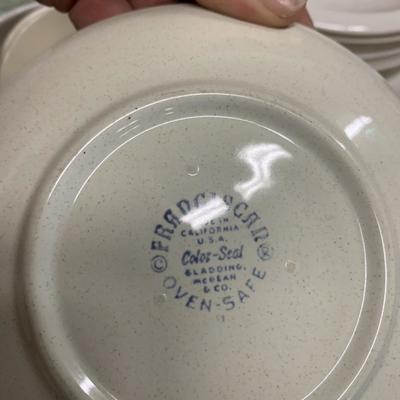 © FRANCISCAN ®
MADE IN
CALIFORNIA
U.S.A.
Color-Seal
GLADDING,
McBEAN
& CO.
OVEN-SAFE